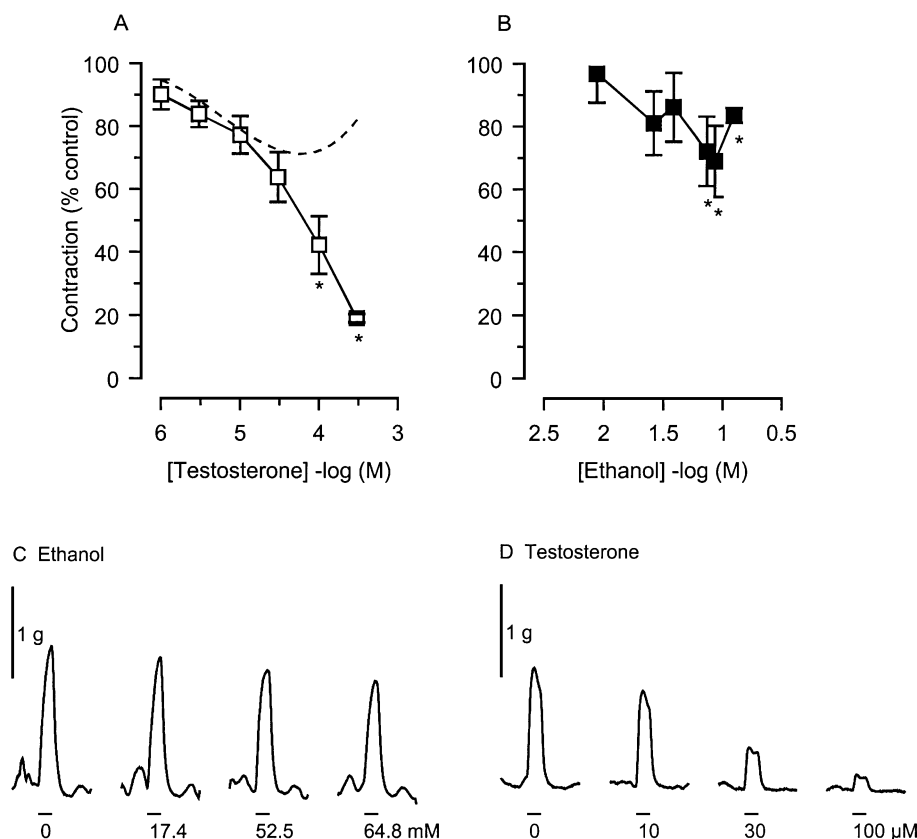 A
B
100
80
60
40
20
0
Contraction (% control)
6 5 4 3
[Testosterone] -log (M)
* *
100
80
60
40
20
0
2.5 2 1.5 1 0.5
[Ethanol] -log (M)
* * *
C Ethanol
1 g
0 17.4 52.5 64.8 mM
D Testosterone
1 g
0 10 30 100 µM